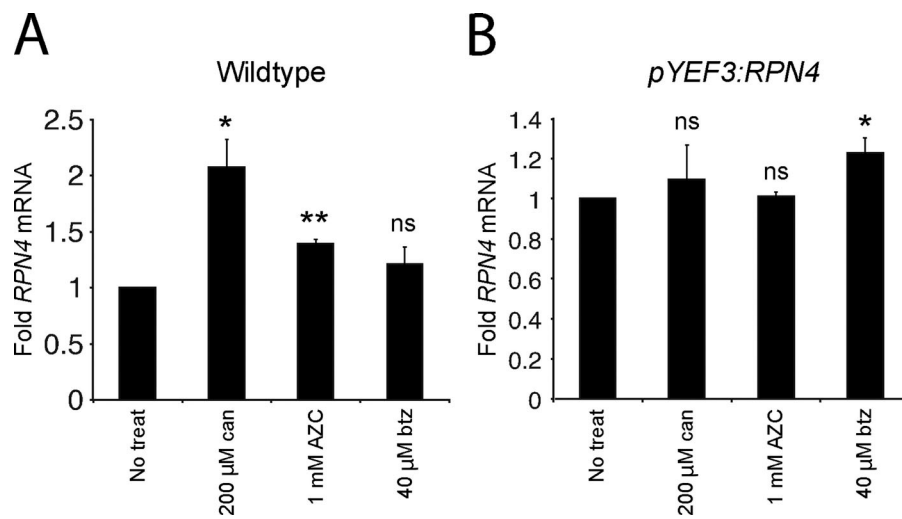 A
Wildtype
Fold RPN4 mRNA
2.5
2
1.5
1
0.5
0
*
**
ns
No treat
200 µM can
1 mM AZC
40 µM btz
B
pYEF3:RPN4
Fold RPN4 mRNA
1.4
1.2
1
0.8
0.6
0.4
0.2
0
ns
ns
*
No treat
200 µM can
1 mM AZC
40 µM btz